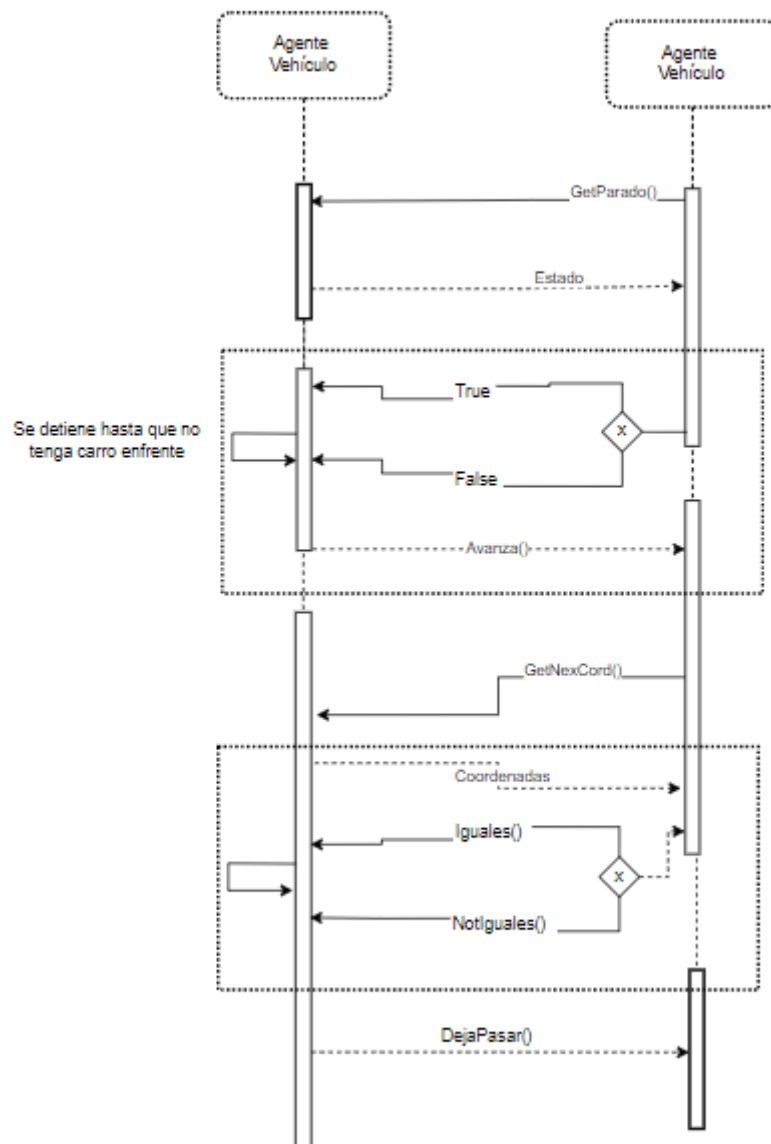 Agente
Vehículo
Agente
Vehículo
GetParado()
Estado
True
X
Se detiene hasta que no
tenga carro enfrente
False
Avanza()
GetNexCord()
Coordenadas
Iguales()
X
NotIguales()
DejaPasar()